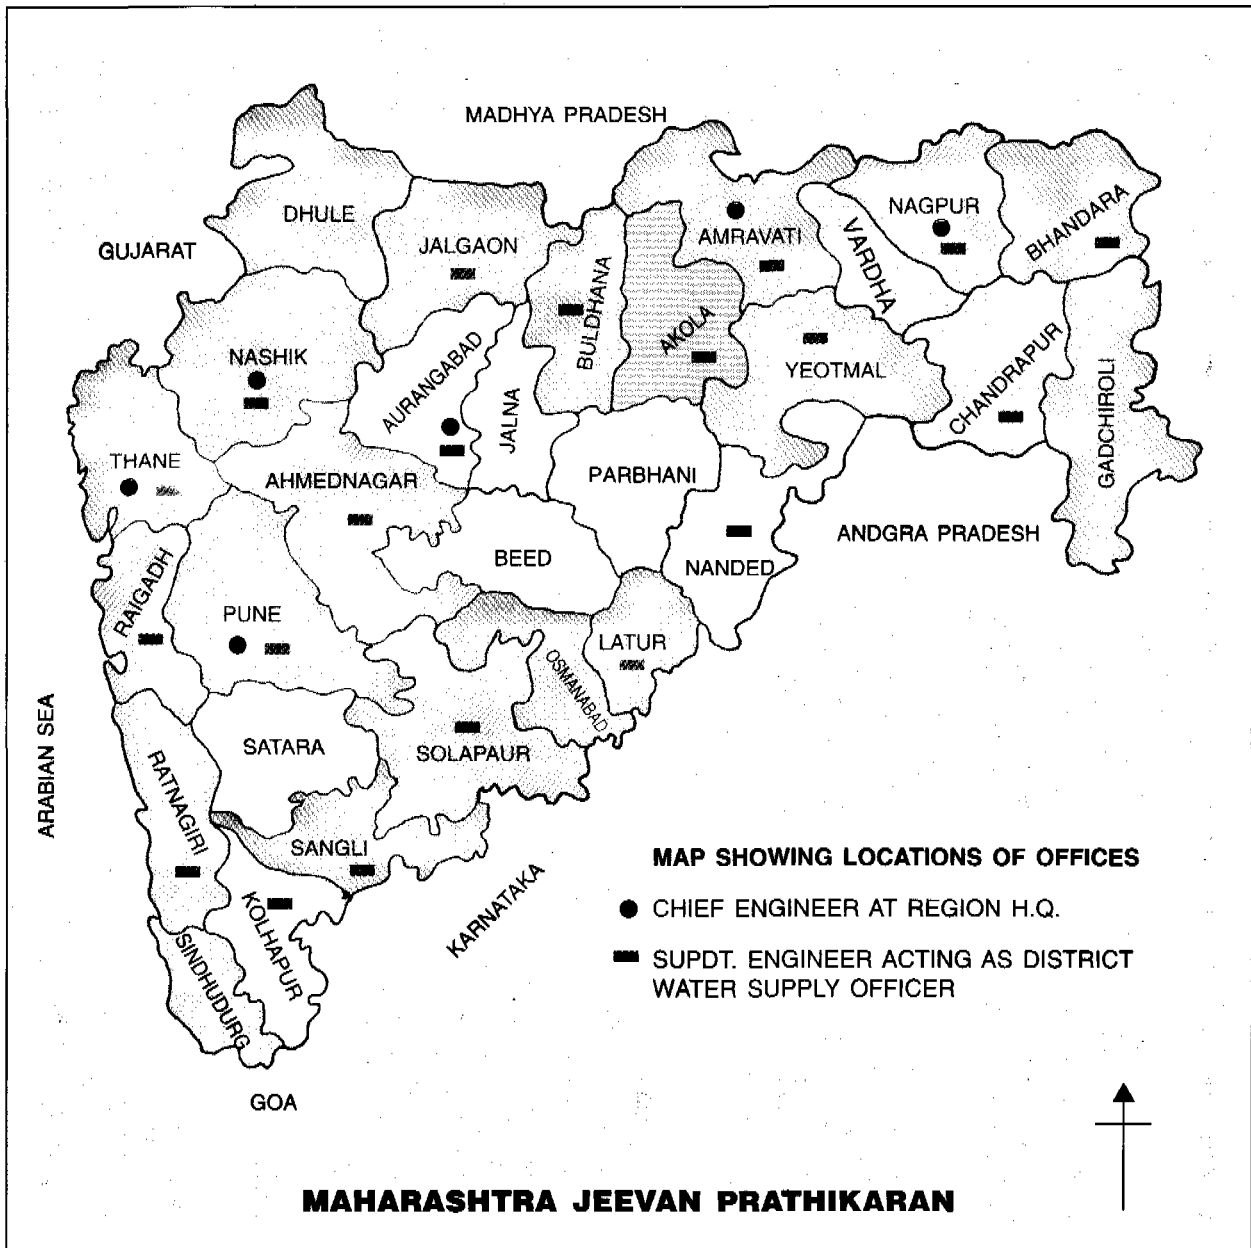 MADHYA PRADESH
GUJARAT
DHULE
JALGAON
BULDHANA
AKOLA
AMRAVATI
VARDHA
NAGPUR
BHANDARA
NASHIK
AURANGABAD
JALNA
YEOTMAL
CHANDRAPUR
GADCHIROLI
THANE
AHMEDNAGAR
PARBHANI
BEED
NANDED
ANDGRA PRADESH
RAIGADH
PUNE
LATUR
OSMANABAD
ARABIAN SEA
SATARA
SOLAPAUR
RATNAGIRI
SANGLI
KOLHAPUR
SINDHUDURG
KARNATAKA
GOA
MAP SHOWING LOCATIONS OF OFFICES
CHIEF ENGINEER AT REGION H.Q.
SUPDT. ENGINEER ACTING AS DISTRICT
WATER SUPPLY OFFICER
MAHARASHTRA JEEVAN PRATHIKARAN